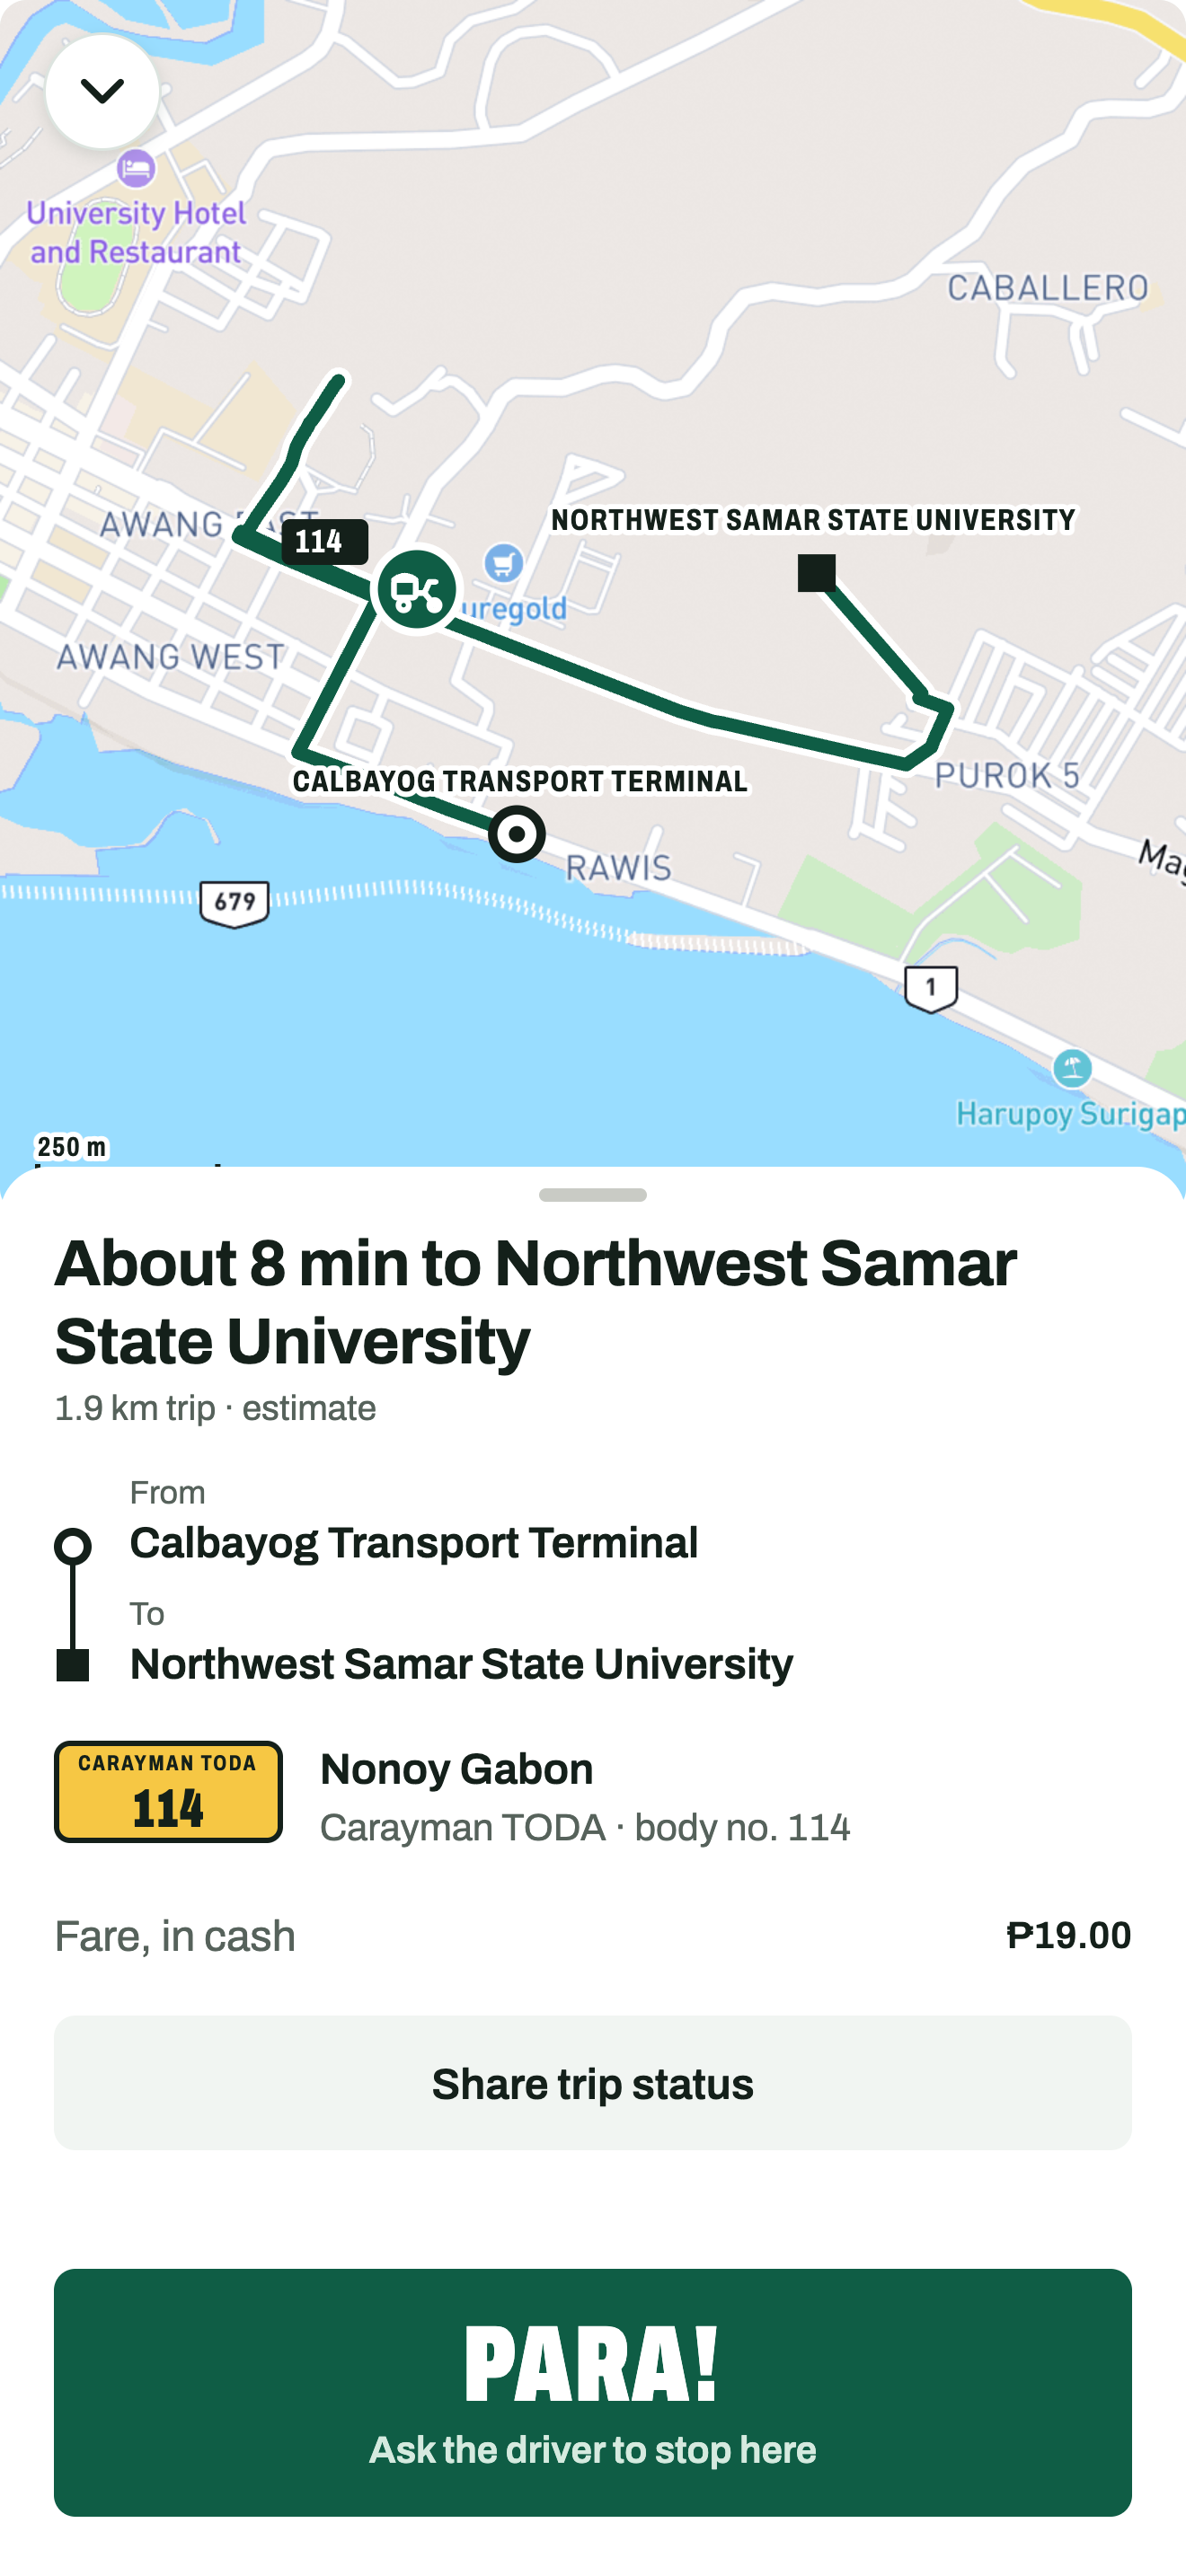 University Hotel
and Restaurant
CABALLERO
NORTHWEST SAMAR STATE UNIVERSITY
AWANG
114
uregold
AWANG WEST
CALBAYOG TRANSPORT TERMINAL
PUROK 5
RAWIS
679
1
Harupoy Surigap
250 m
About 8 min to Northwest Samar
State University
1.9 km trip · estimate
From
Calbayog Transport Terminal
To
Northwest Samar State University
CARAYMAN TODA
114
Nonoy Gabon
Carayman TODA · body no. 114
Fare, in cash
₱19.00
Share trip status
PARA!
Ask the driver to stop here